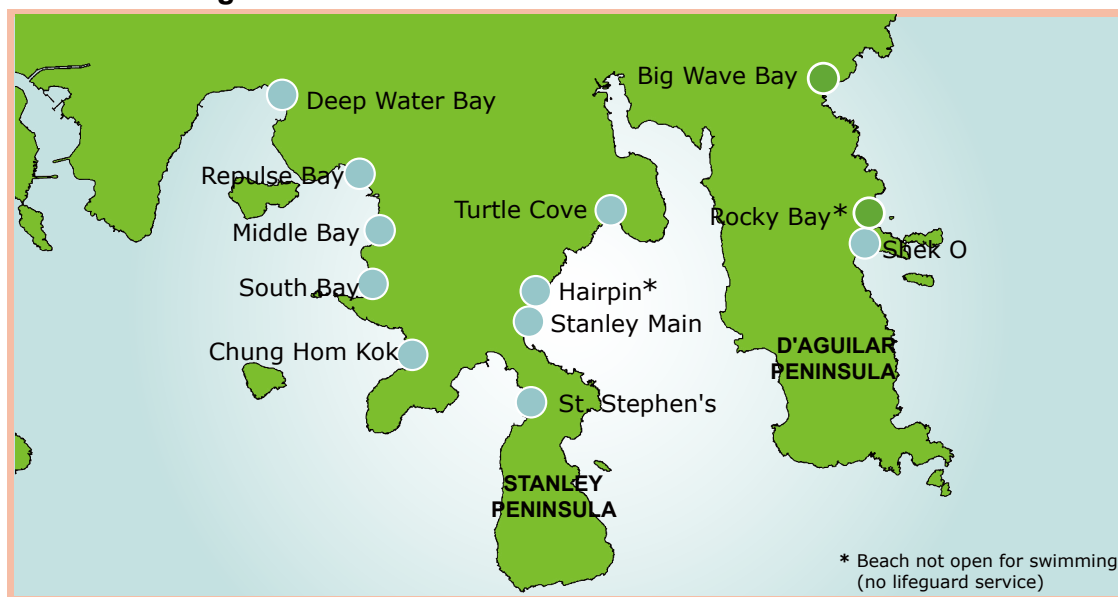 Big Wave Bay
Deep Water Bay
Repulse Bay
Turtle Cove
Rocky Bay*
Middle Bay
Shek O
South Bay
Hairpin*
Stanley Main
Chung Hom Kok
D'AGUILAR
PENINSULA
St. Stephen's
STANLEY
PENINSULA
* Beach not open for swimming
(no lifeguard service)